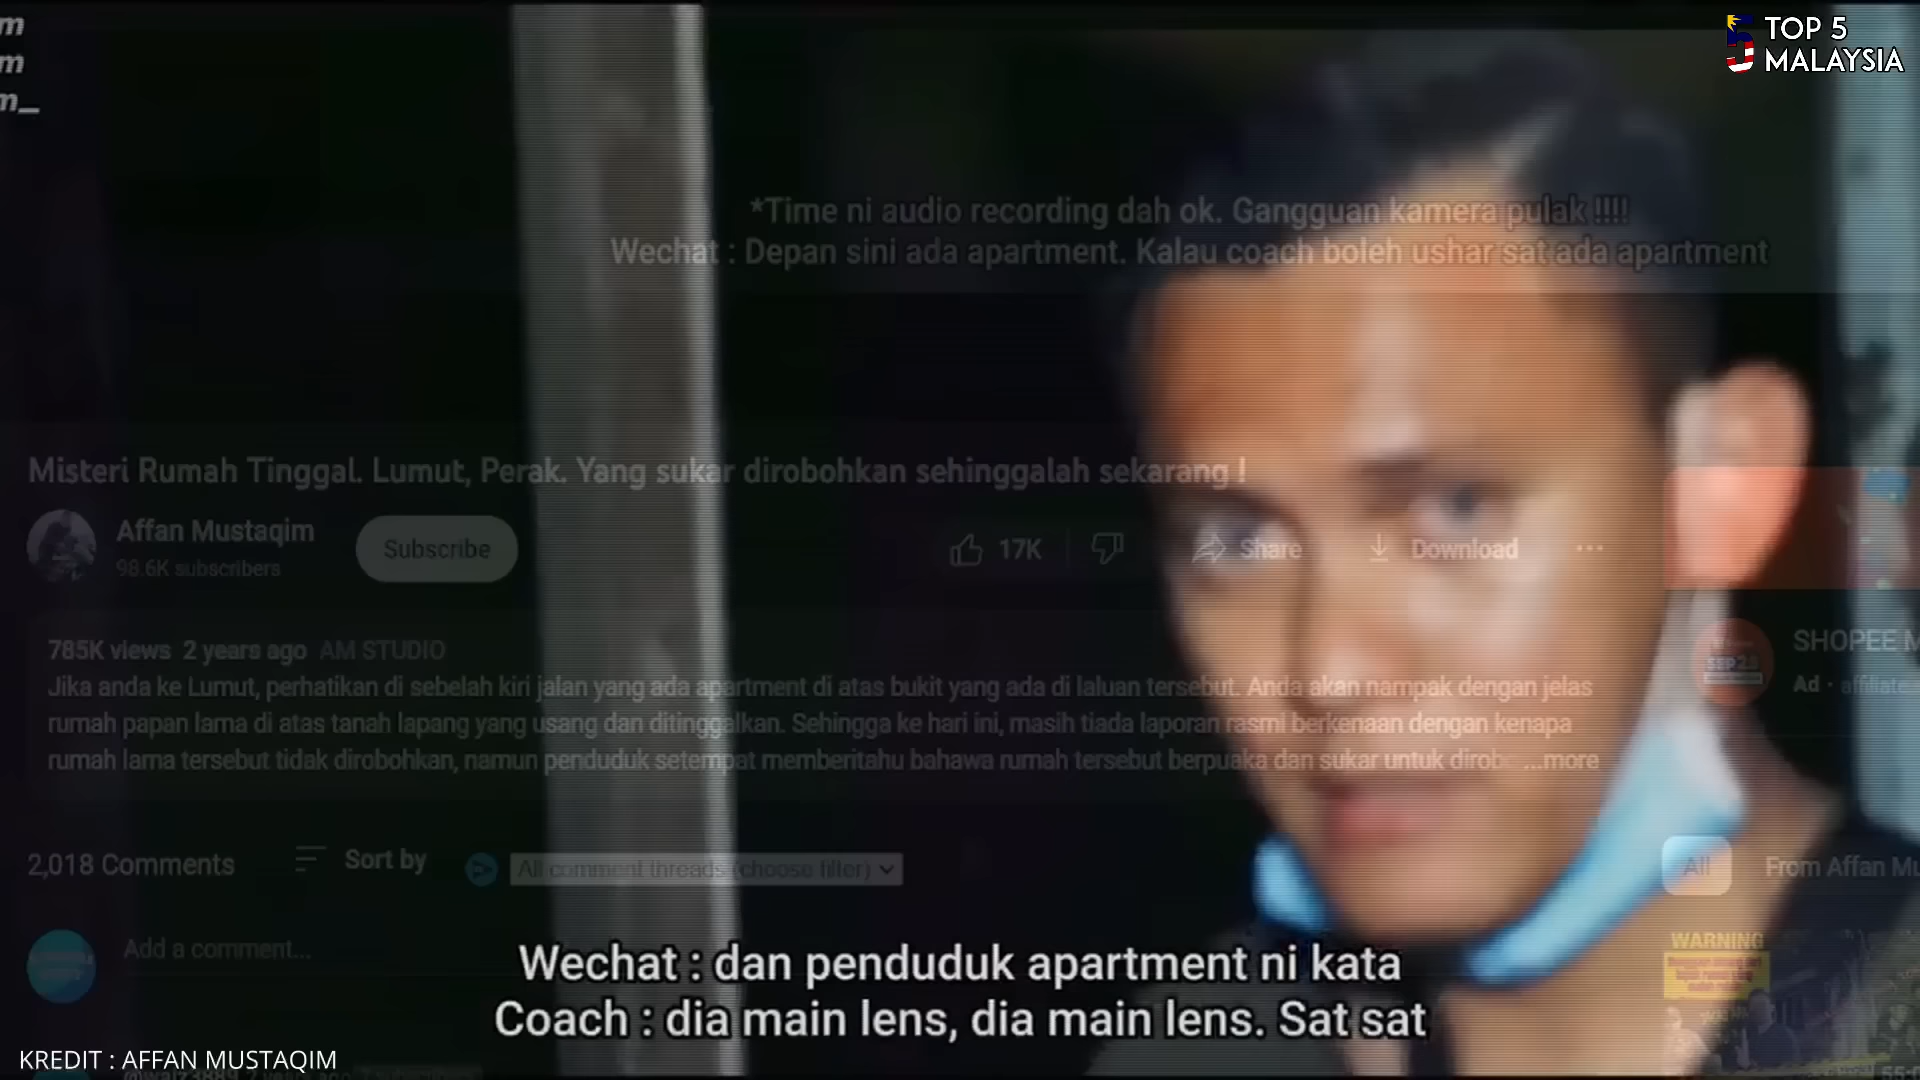 m
m
m_
TOP 5
MALAYSIA
*Time ni audio recording dah ok. Gangguan kamera pulak !!!!
Wechat : Depan sini ada apartment. Kalau coach boleh ushar sat ada apartment
Misteri Rumah Tinggal. Lumut, Perak. Yang sukar dirobohkan sehinggalah sekarang !
Affan Mustaqim
98.6K subscribers
Subscribe
17K
Share
Download
...
785K views 2 years ago AM STUDIO
Jika anda ke Lumut, perhatikan di sebelah kiri jalan yang ada apartment di atas bukit yang ada di laluan tersebut. Anda akan nampak dengan jelas
rumah papan lama di atas tanah lapang yang usang dan ditinggalkan. Sehingga ke hari ini, masih tiada laporan rasmi berkenaan dengan kenapa
rumah lama tersebut tidak dirobohkan, namun penduduk setempat memberitahu bahawa rumah tersebut berpuaka dan sukar untuk dirob ...more
SHOPEE M
Ad · affiliate
2,018 Comments
Sort by
All comment threads (choose filter)
All
From Affan Mu
Add a comment...
WARNING
Wechat : dan penduduk apartment ni kata
Coach : dia main lens, dia main lens. Sat sat
KREDIT : AFFAN MUSTAQIM